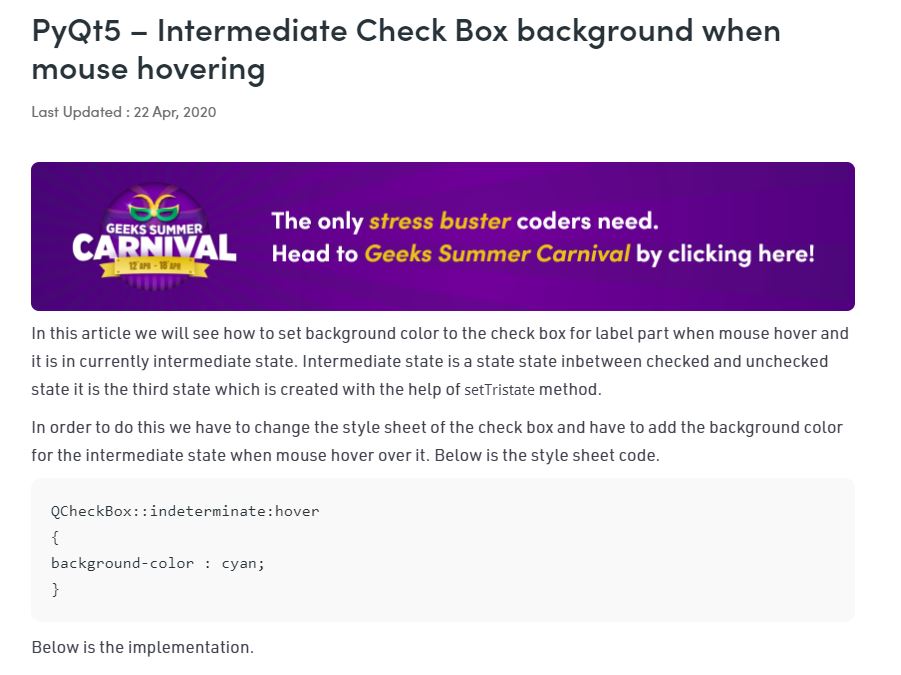 PyQt5 – Intermediate Check Box background when
mouse hovering
Last Updated : 22 Apr, 2020
GEEKS SUMMER
CARNIVAL
12 APR - 18 APR
The only stress buster coders need.
Head to Geeks Summer Carnival by clicking here!
In this article we will see how to set background color to the check box for label part when mouse hover and
it is in currently intermediate state. Intermediate state is a state state inbetween checked and unchecked
state it is the third state which is created with the help of setTristate method.
In order to do this we have to change the style sheet of the check box and have to add the background color
for the intermediate state when mouse hover over it. Below is the style sheet code.
QCheckBox::indeterminate:hover
{
background-color : cyan;
}
Below is the implementation.